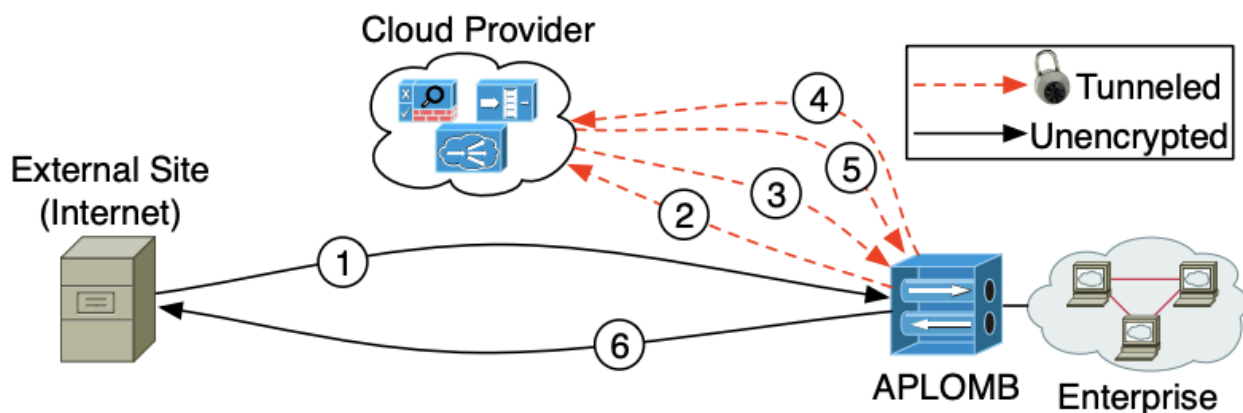 Cloud Provider
External Site
(Internet)
X
✓
1
2
3
4
5
6
Tunneled
Unencrypted
APLOMB
Enterprise